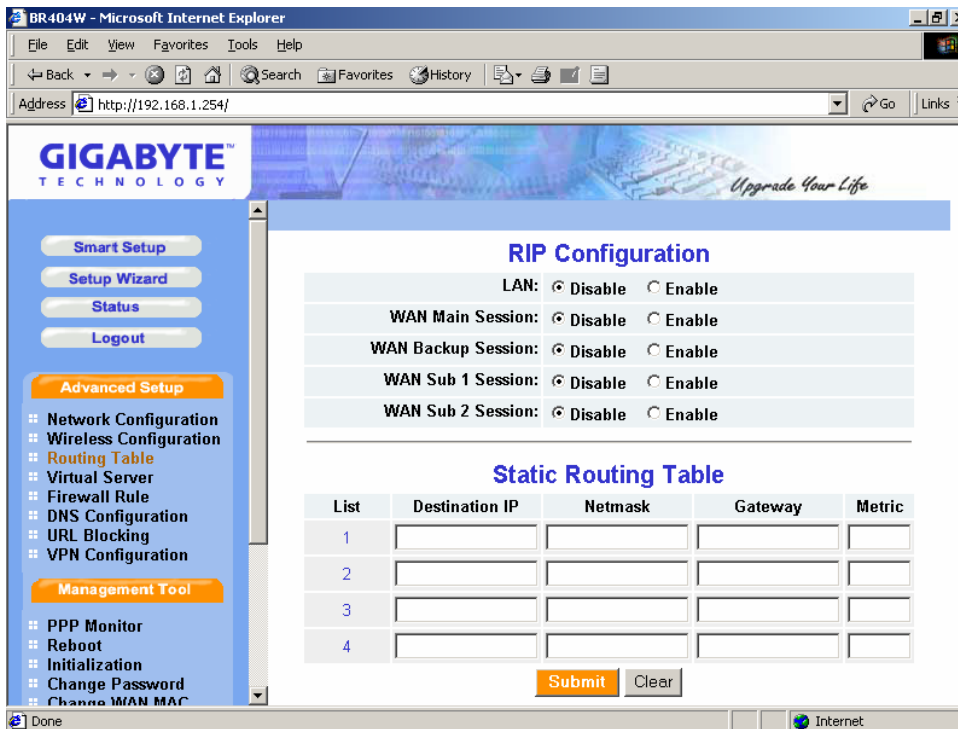 BR404W - Microsoft Internet Explorer
File Edit View Favorites Tools Help
Back Search Favorites History
Address http://192.168.1.254/ Go Links
GIGABYTE™
TECHNOLOGY
Upgrade Your Life
Smart Setup
Setup Wizard
Status
Logout
Advanced Setup
Network Configuration
Wireless Configuration
Routing Table
Virtual Server
Firewall Rule
DNS Configuration
URL Blocking
VPN Configuration
Management Tool
PPP Monitor
Reboot
Initialization
Change Password
Change WAN MAC
RIP Configuration
LAN: Disable Enable
WAN Main Session: Disable Enable
WAN Backup Session: Disable Enable
WAN Sub 1 Session: Disable Enable
WAN Sub 2 Session: Disable Enable
Static Routing Table
List Destination IP Netmask Gateway Metric
1
2
3
4
Submit Clear
Done Internet